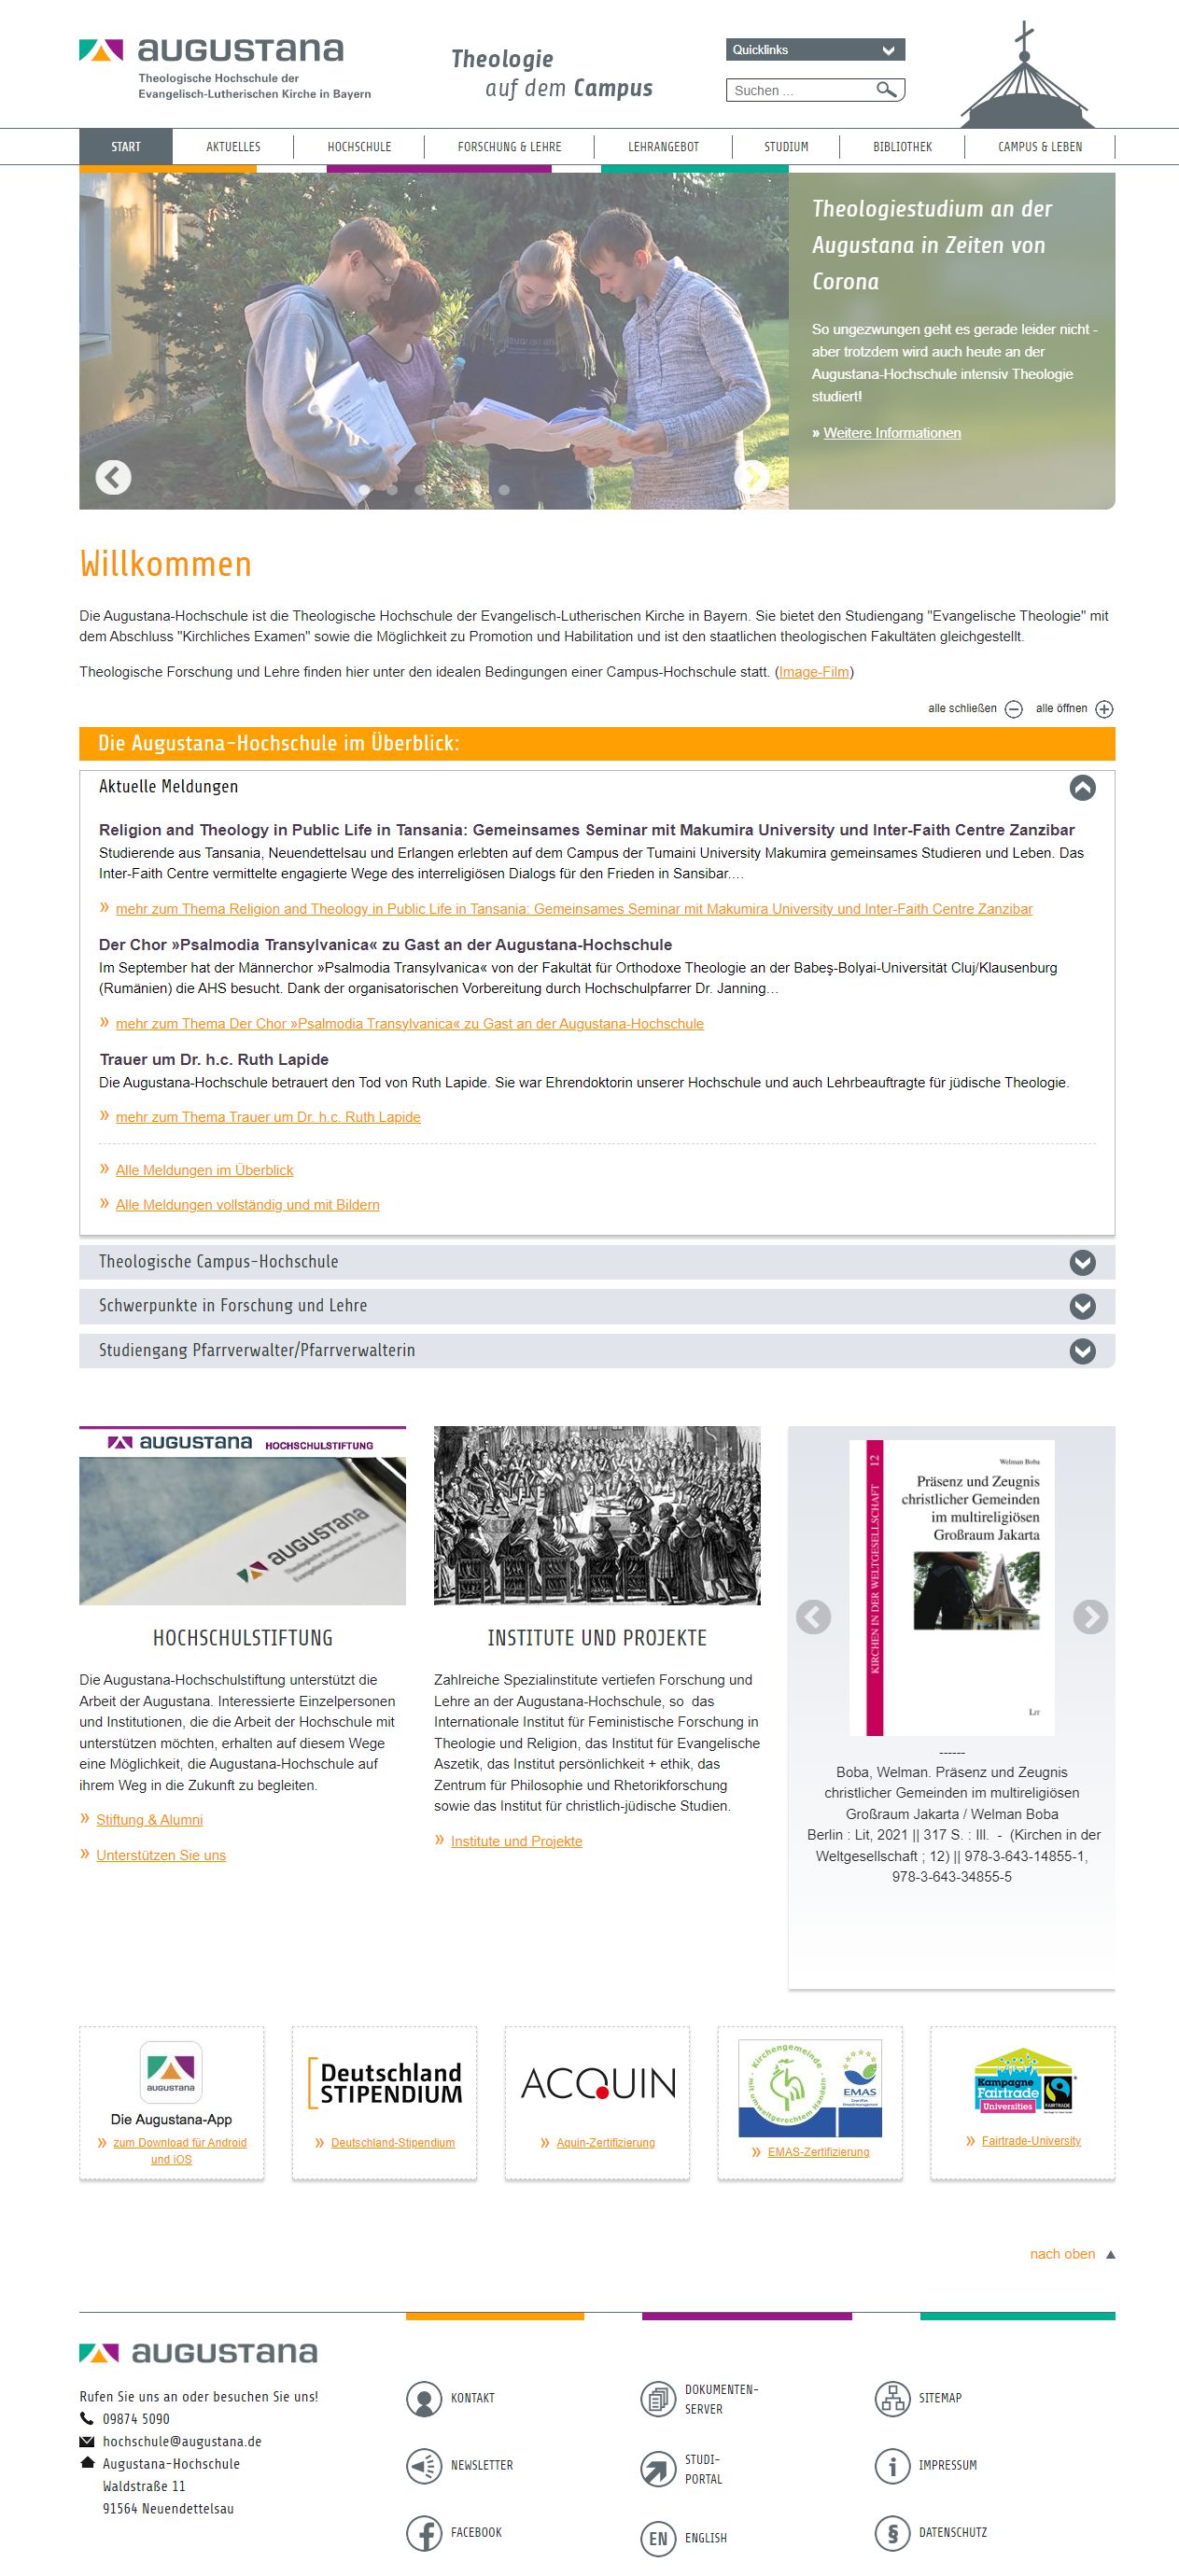 augustana
Theologische Hochschule der
Evangelisch-Lutherischen Kirche in Bayern
Theologie
auf dem Campus
Quicklinks
Suchen ...
START
AKTUELLES
HOCHSCHULE
FORSCHUNG & LEHRE
LEHRANGEBOT
STUDIUM
BIBLIOTHEK
CAMPUS & LEBEN
Theologiestudium an der
Augustana in Zeiten von
Corona
So ungezwungen geht es gerade leider nicht -
aber trotzdem wird auch heute an der
Augustana-Hochschule intensiv Theologie
studiert!
» Weitere Informationen
Willkommen
Die Augustana-Hochschule ist die Theologische Hochschule der Evangelisch-Lutherischen Kirche in Bayern. Sie bietet den Studiengang "Evangelische Theologie" mit
dem Abschluss "Kirchliches Examen" sowie die Möglichkeit zu Promotion und Habilitation und ist den staatlichen theologischen Fakultäten gleichgestellt.
Theologische Forschung und Lehre finden hier unter den idealen Bedingungen einer Campus-Hochschule statt. (Image-Film)
alle schließen
alle öffnen
Die Augustana-Hochschule im Überblick:
Aktuelle Meldungen
Religion and Theology in Public Life in Tansania: Gemeinsames Seminar mit Makumira University und Inter-Faith Centre Zanzibar
Studierende aus Tansania, Neuendettelsau und Erlangen erlebten auf dem Campus der Tumaini University Makumira gemeinsames Studieren und Leben. Das
Inter-Faith Centre vermittelte engagierte Wege des interreligiösen Dialogs für den Frieden in Sansibar.…
» mehr zum Thema Religion and Theology in Public Life in Tansania: Gemeinsames Seminar mit Makumira University und Inter-Faith Centre Zanzibar
Der Chor »Psalmodia Transylvanica« zu Gast an der Augustana-Hochschule
Im September hat der Männerchor »Psalmodia Transylvanica« von der Fakultät für Orthodoxe Theologie an der Babeş-Bolyai-Universität Cluj/Klausenburg
(Rumänien) die AHS besucht. Dank der organisatorischen Vorbereitung durch Hochschulpfarrer Dr. Janning…
» mehr zum Thema Der Chor »Psalmodia Transylvanica« zu Gast an der Augustana-Hochschule
Trauer um Dr. h.c. Ruth Lapide
Die Augustana-Hochschule betrauert den Tod von Ruth Lapide. Sie war Ehrendoktorin unserer Hochschule und auch Lehrbeauftragte für jüdische Theologie.
» mehr zum Thema Trauer um Dr. h.c. Ruth Lapide
» Alle Meldungen im Überblick
» Alle Meldungen vollständig und mit Bildern
Theologische Campus-Hochschule
Schwerpunkte in Forschung und Lehre
Studiengang Pfarrverwalter/Pfarrverwalterin
augustana HOCHSCHULSTIFTUNG
augustana
HOCHSCHULSTIFTUNG
Die Augustana-Hochschulstiftung unterstützt die
Arbeit der Augustana. Interessierte Einzelpersonen
und Institutionen, die die Arbeit der Hochschule mit
unterstützen möchten, erhalten auf diesem Wege
eine Möglichkeit, die Augustana-Hochschule auf
ihrem Weg in die Zukunft zu begleiten.
» Stiftung & Alumni
» Unterstützen Sie uns
INSTITUTE UND PROJEKTE
Zahlreiche Spezialinstitute vertiefen Forschung und
Lehre an der Augustana-Hochschule, so das
Internationale Institut für Feministische Forschung in
Theologie und Religion, das Institut für Evangelische
Aszetik, das Institut persönlichkeit + ethik, das
Zentrum für Philosophie und Rhetorikforschung
sowie das Institut für christlich-jüdische Studien.
» Institute und Projekte
KIRCHEN IN DER WELTGESELLSCHAFT 12
Welman Boba
Präsenz und Zeugnis
christlicher Gemeinden
im multireligiösen
Großraum Jakarta
LIT
------
Boba, Welman. Präsenz und Zeugnis
christlicher Gemeinden im multireligiösen
Großraum Jakarta / Welman Boba
Berlin : Lit, 2021 || 317 S. : Ill. - (Kirchen in der
Weltgesellschaft ; 12) || 978-3-643-14855-1,
978-3-643-34855-5
augustana
Die Augustana-App
» zum Download für Android
und iOS
Deutschland
STIPENDIUM
» Deutschland-Stipendium
ACQUIN
» Aquin-Zertifizierung
Kirchengemeinde
mit umweltgerechtem Handeln
EMAS
» EMAS-Zertifizierung
Kampagne
Fairtrade
Universities
FAIRTRADE
» Fairtrade-University
nach oben
augustana
Rufen Sie uns an oder besuchen Sie uns!
09874 5090
hochschule@augustana.de
Augustana-Hochschule
Waldstraße 11
91564 Neuendettelsau
KONTAKT
NEWSLETTER
FACEBOOK
DOKUMENTEN-
SERVER
STUDI-
PORTAL
EN ENGLISH
SITEMAP
i IMPRESSUM
§ DATENSCHUTZ